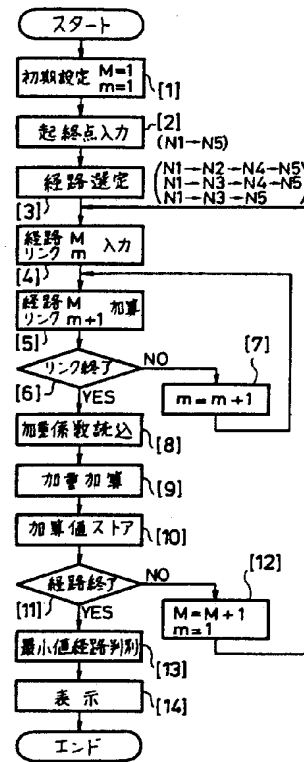 スタート
初期設定 M=1
m=1
[1]
起終点入力
[2]
(N1→N5)
経路選定
[3]
(N1→N2→N4→N5
N1→N3→N4→N5
N1→N3→N5)
経路 M
リンク m 入力
[4]
経路 M
リンク m+1 加算
[5]
リンク終了
[6]
NO
YES
[7]
m=m+1
加重係数読込
[8]
加重加算
[9]
加算値ストア
[10]
経路終了
[11]
NO
YES
[12]
M=M+1
m=1
最小値経路判別
[13]
表示
[14]
エンド